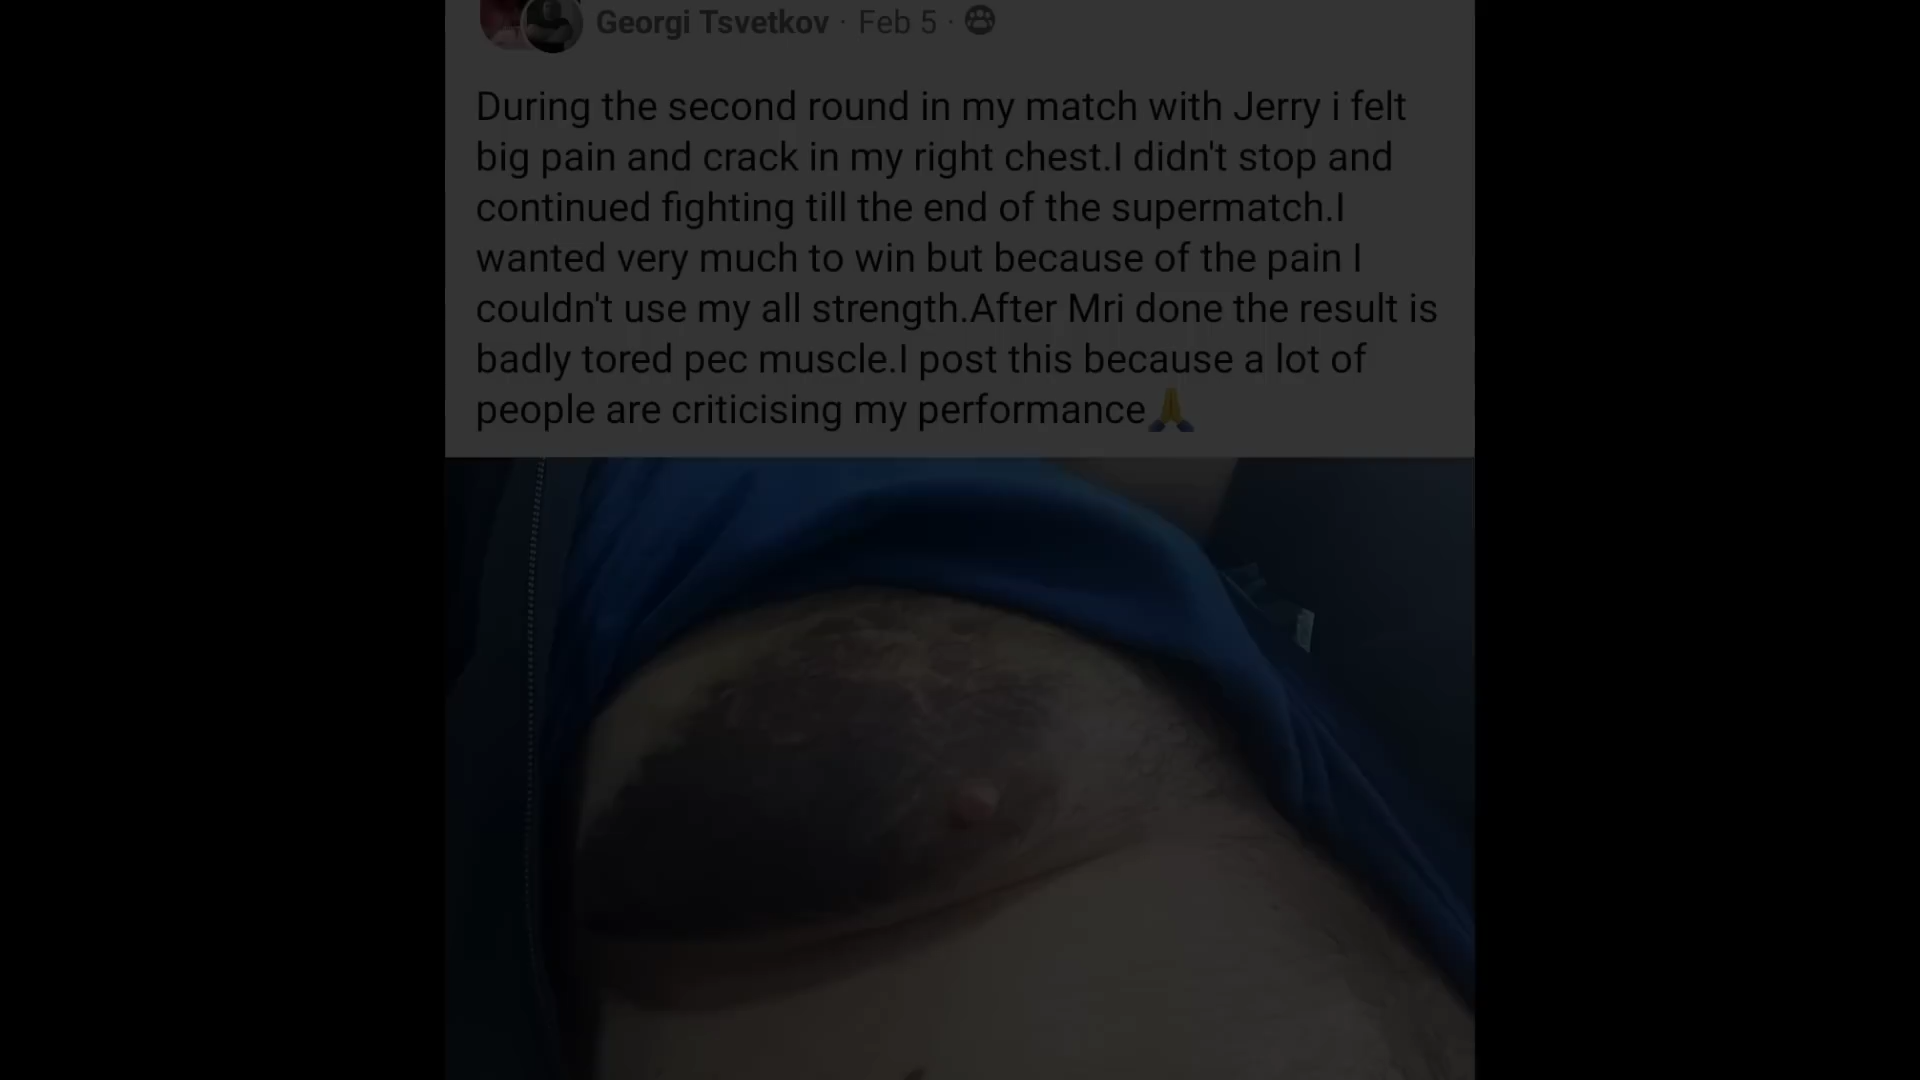 Georgi Tsvetkov · Feb 5 ·
During the second round in my match with Jerry i felt
big pain and crack in my right chest.I didn't stop and
continued fighting till the end of the supermatch.I
wanted very much to win but because of the pain I
couldn't use my all strength.After Mri done the result is
badly tored pec muscle.I post this because a lot of
people are criticising my performance🙏